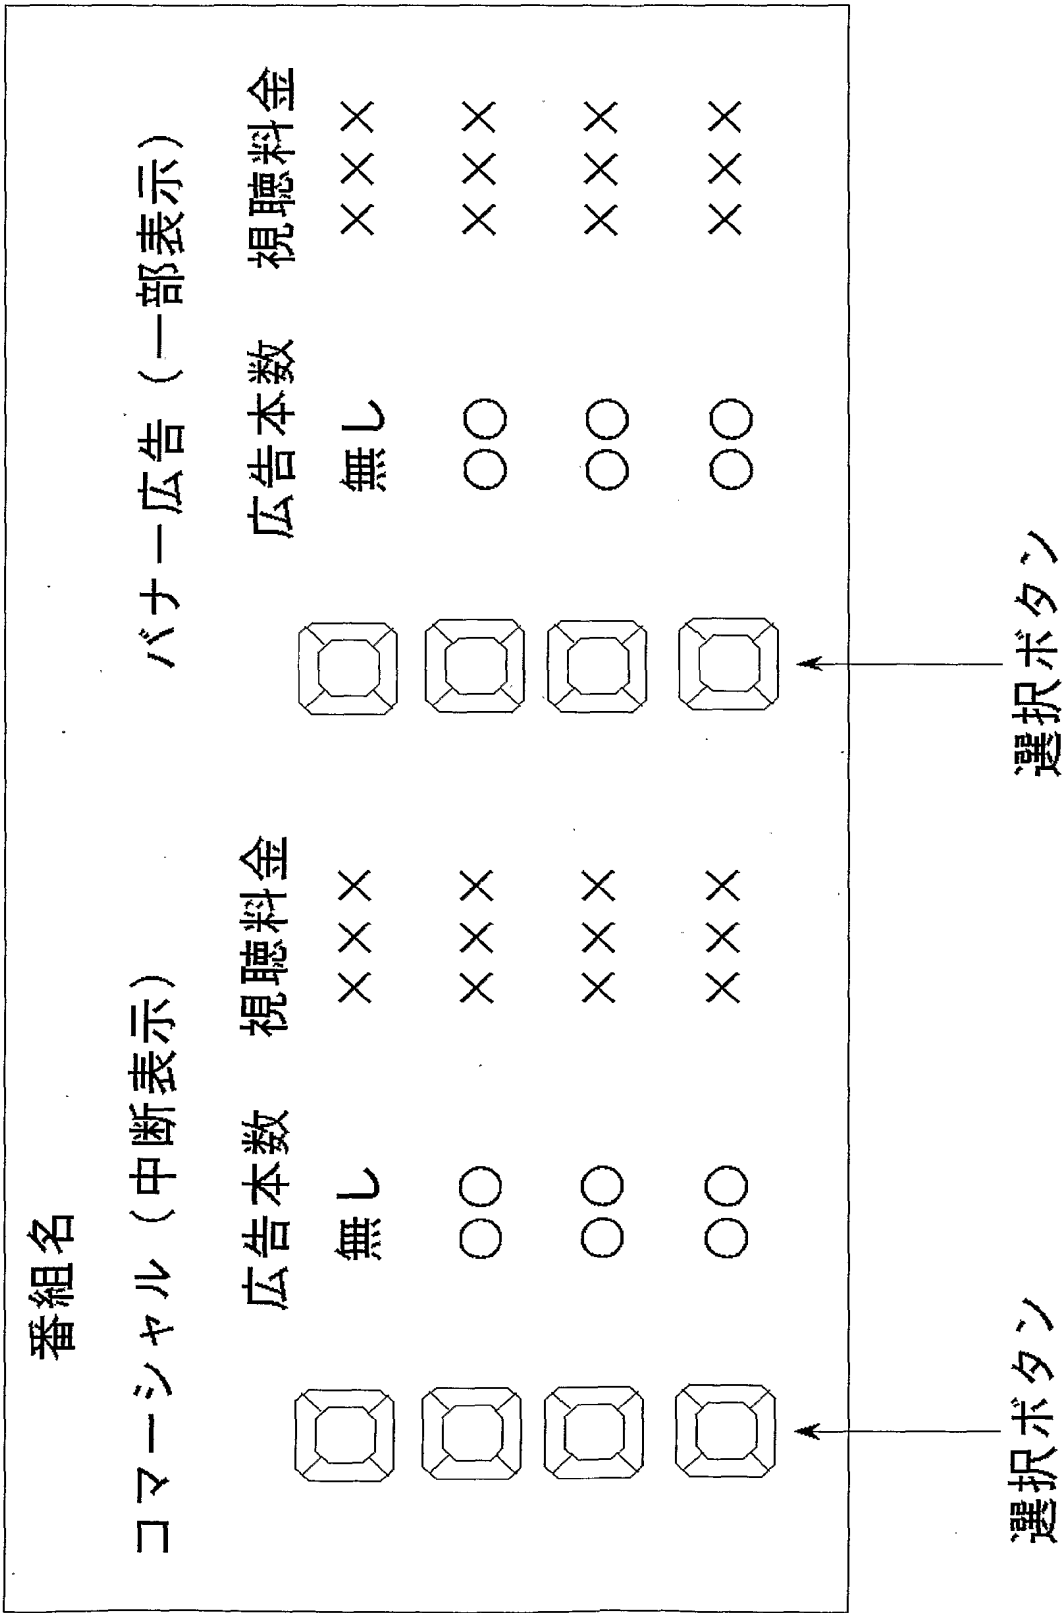 番組名
コマーシャル（中断表示） バナー広告（一部表示）
広告本数 視聴料金 広告本数 視聴料金
無し ××× 無し ×××
○○ ××× ○○ ×××
○○ ××× ○○ ×××
○○ ××× ○○ ×××
選択ボタン 選択ボタン